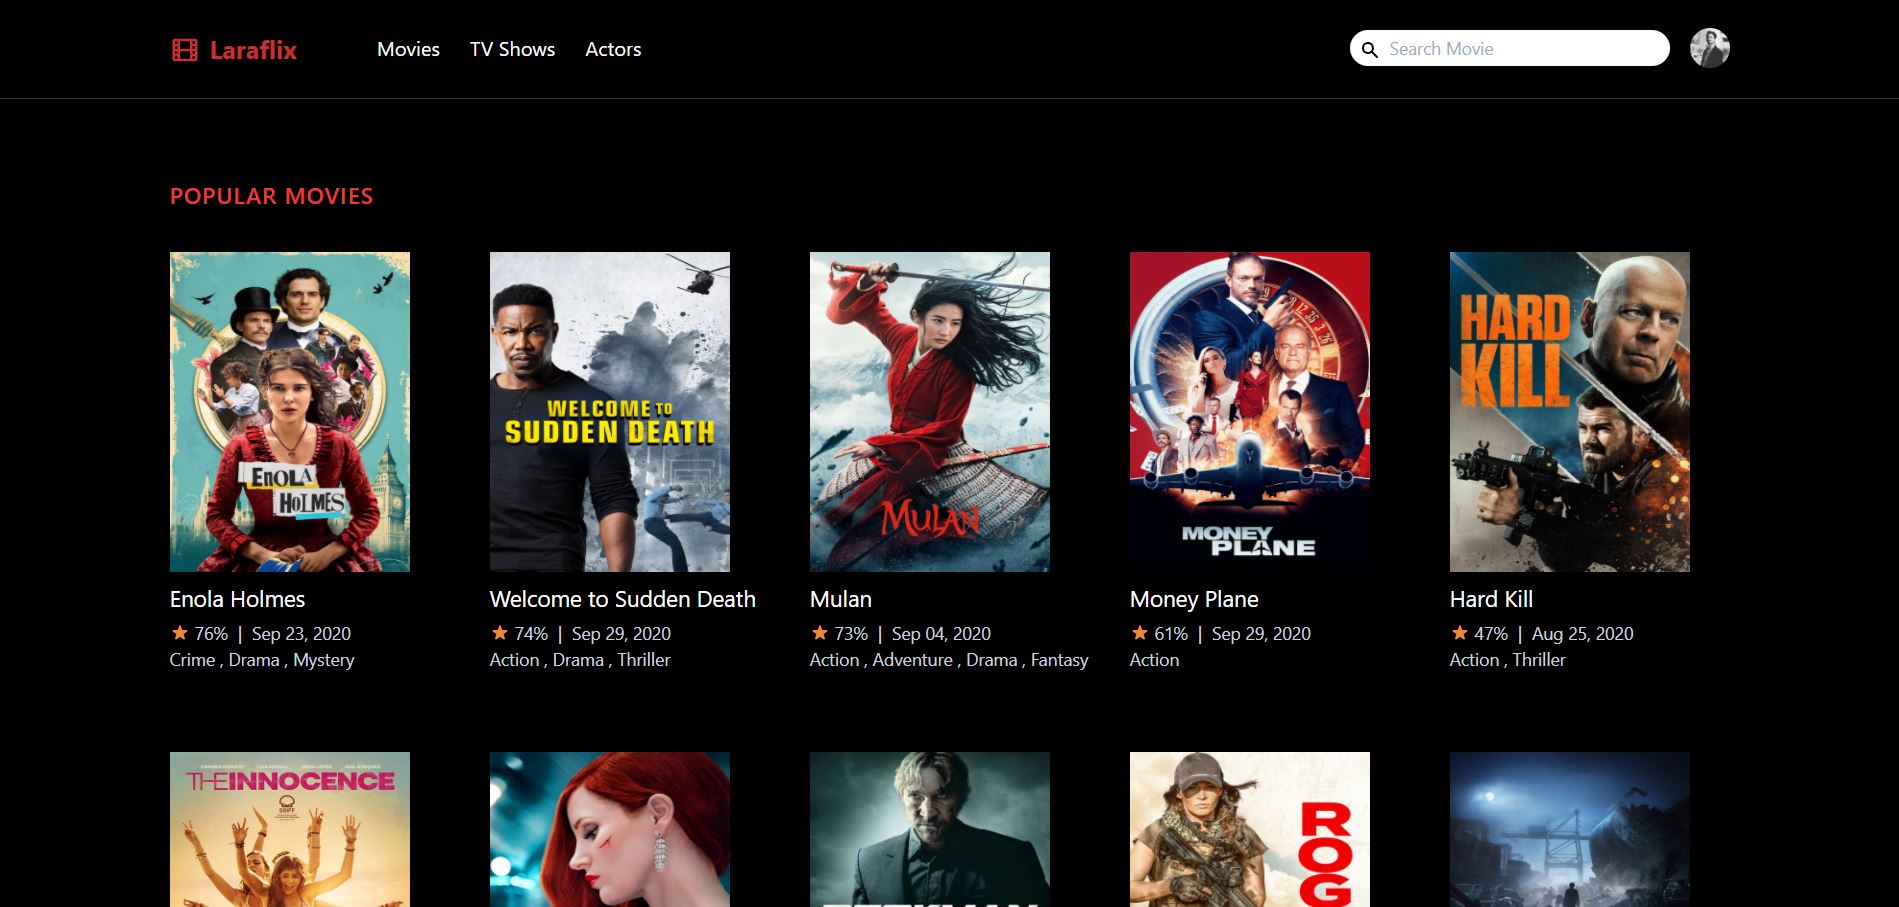 Laraflix
Movies
TV Shows
Actors
Search Movie
POPULAR MOVIES
ENOLA
HOLMES
WELCOME TO
SUDDEN DEATH
MULAN
MONEY
PLANE
HARD
KILL
Enola Holmes
Welcome to Sudden Death
Mulan
Money Plane
Hard Kill
76% | Sep 23, 2020
74% | Sep 29, 2020
73% | Sep 04, 2020
61% | Sep 29, 2020
47% | Aug 25, 2020
Crime , Drama , Mystery
Action , Drama , Thriller
Action , Adventure , Drama , Fantasy
Action
Action , Thriller
THE INNOCENCE
SSIFF
ROG